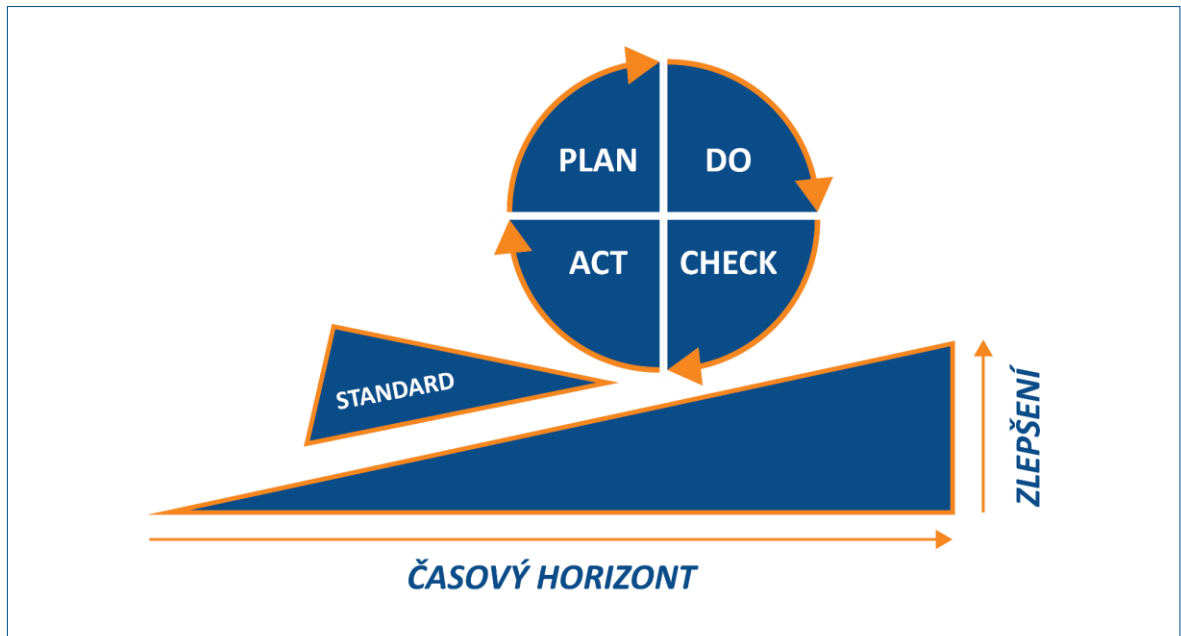 PLAN
DO
ACT
CHECK
STANDARD
ZLEPŠENÍ
ČASOVÝ HORIZONT